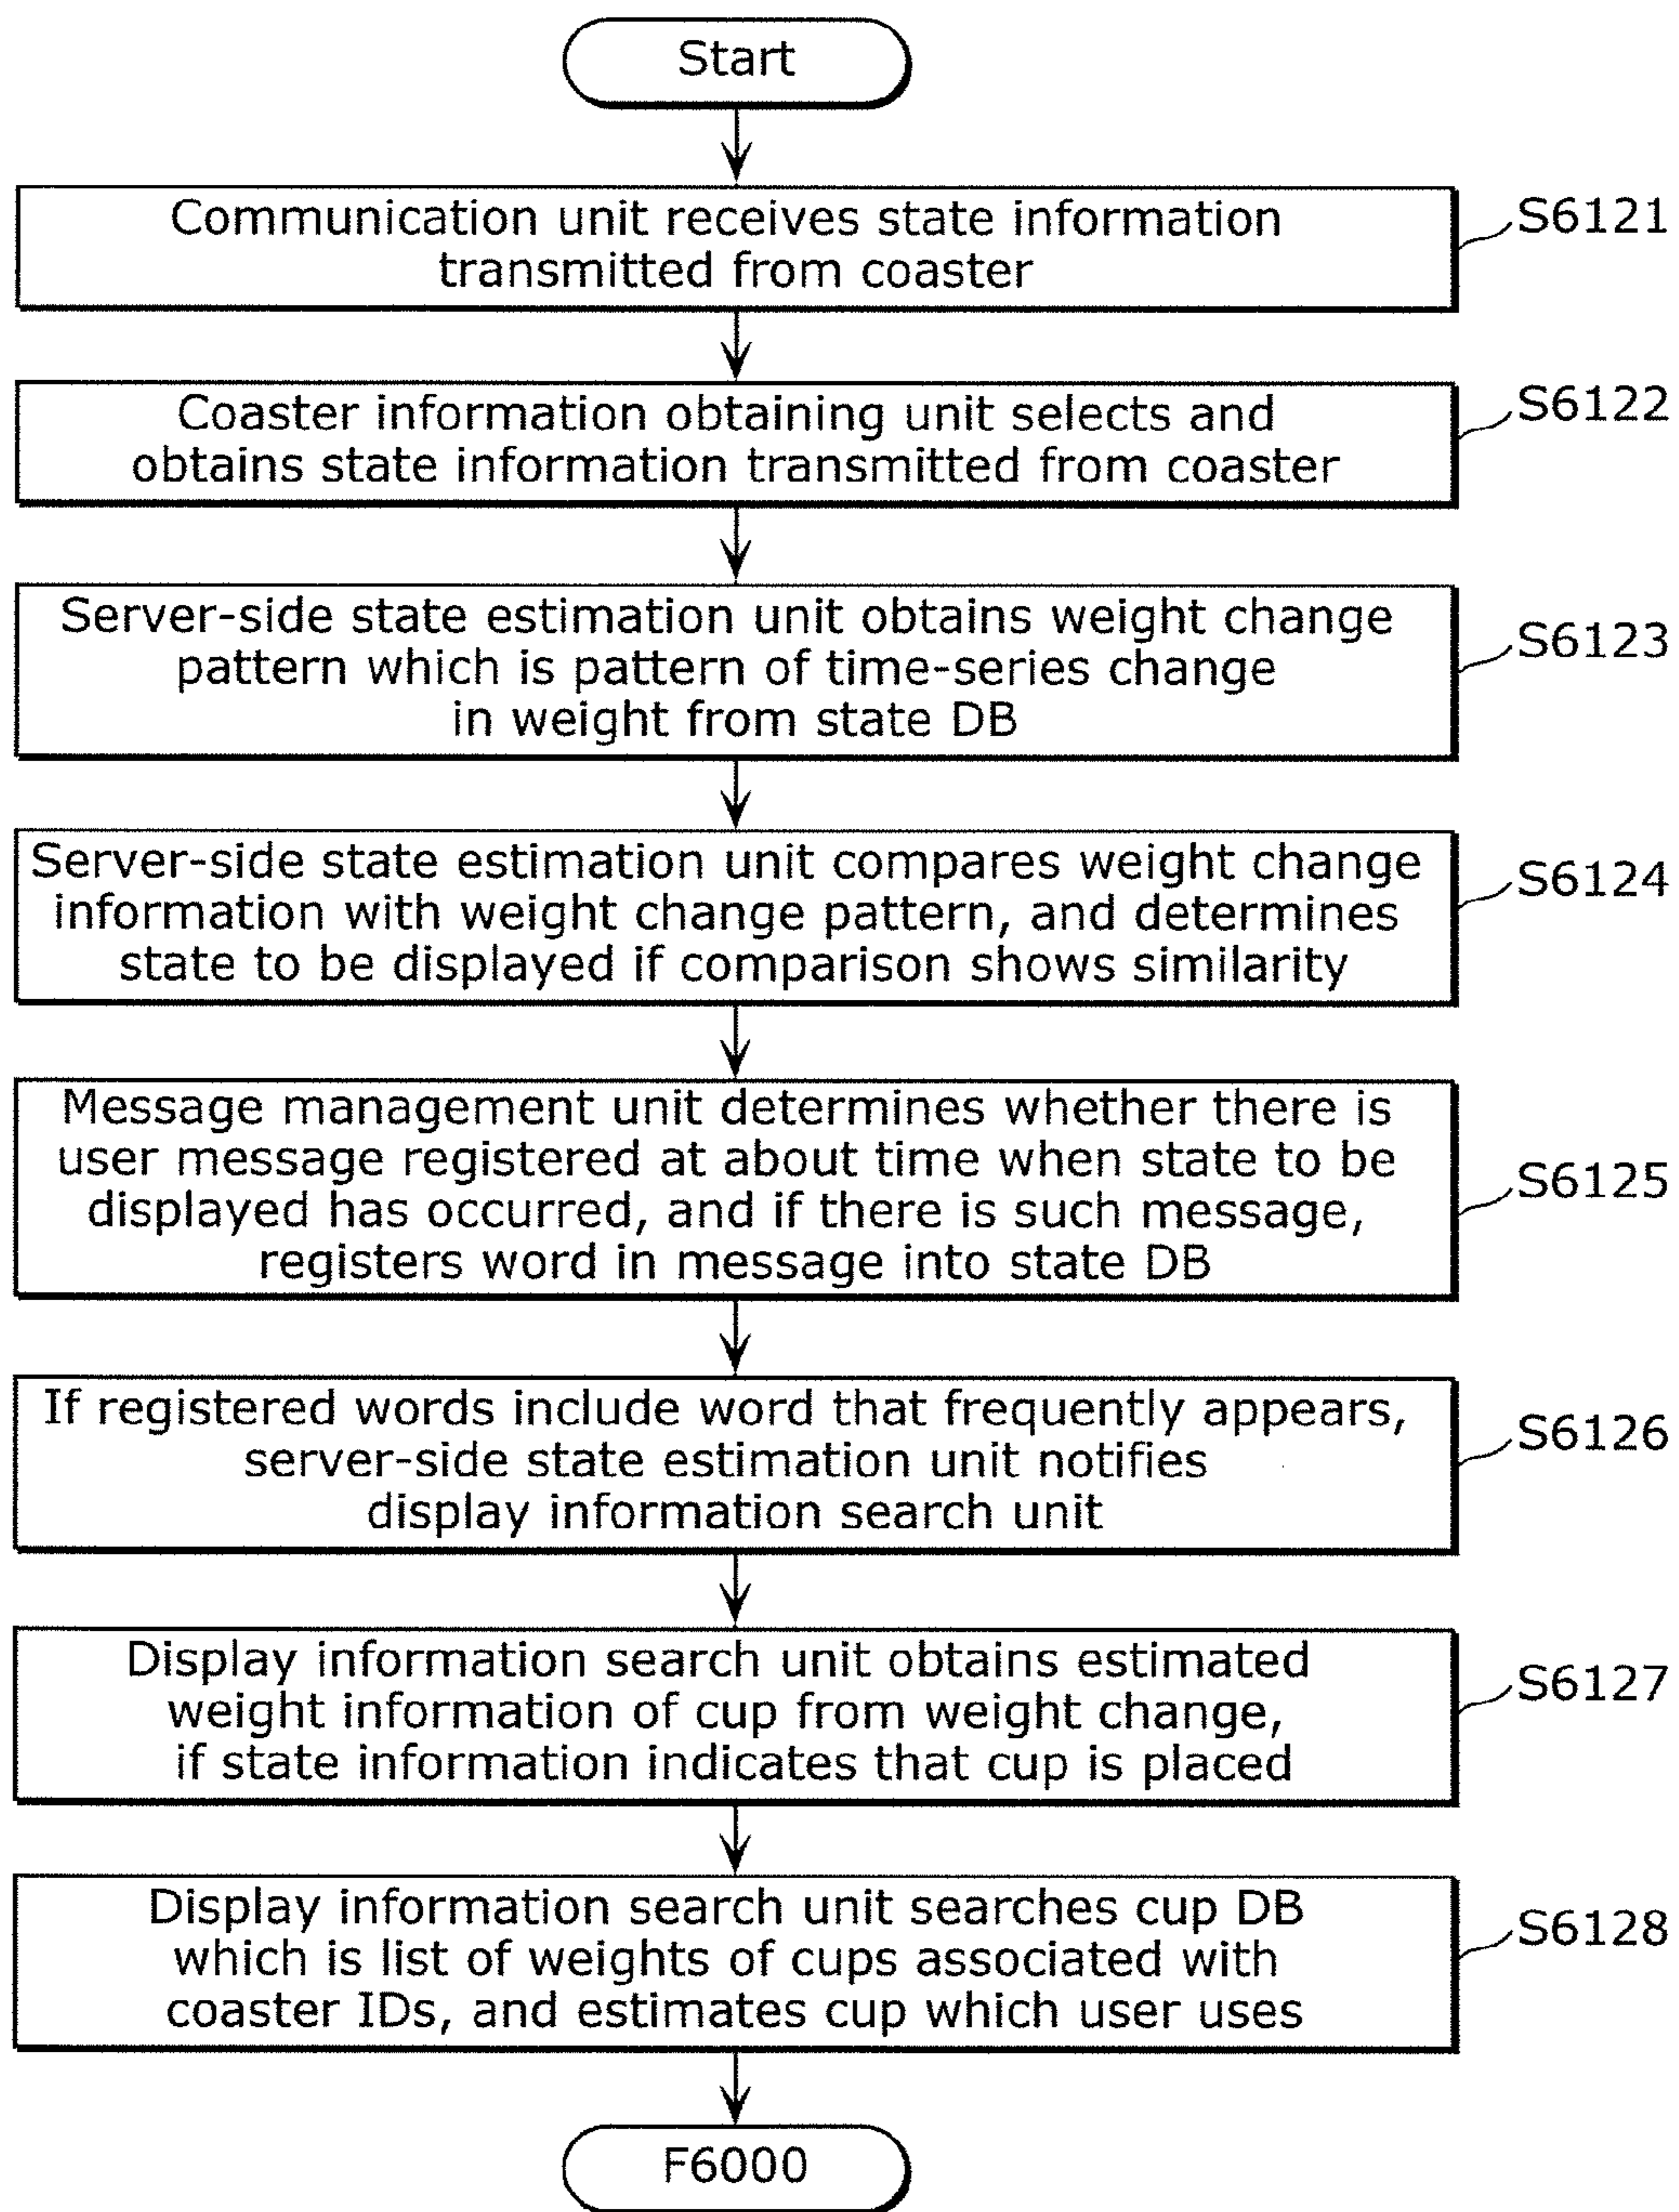 Start
Communication unit receives state information
transmitted from coaster
S6121
Coaster information obtaining unit selects and
obtains state information transmitted from coaster
S6122
Server-side state estimation unit obtains weight change
pattern which is pattern of time-series change
in weight from state DB
S6123
Server-side state estimation unit compares weight change
information with weight change pattern, and determines
state to be displayed if comparison shows similarity
S6124
Message management unit determines whether there is
user message registered at about time when state to be
displayed has occurred, and if there is such message,
registers word in message into state DB
S6125
If registered words include word that frequently appears,
server-side state estimation unit notifies
display information search unit
S6126
Display information search unit obtains estimated
weight information of cup from weight change,
if state information indicates that cup is placed
S6127
Display information search unit searches cup DB
which is list of weights of cups associated with
coaster IDs, and estimates cup which user uses
S6128
F6000